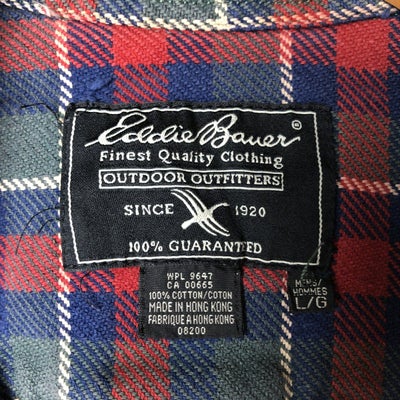 Eddie Bauer®
Finest Quality Clothing
OUTDOOR OUTFITTERS
SINCE 1920
100% GUARANTEED
WPL 9647
CA 00665
100% COTTON/COTON
MADE IN HONG KONG
FABRIQUE A HONG KONG
08200
MENS/
HOMMES
L/G